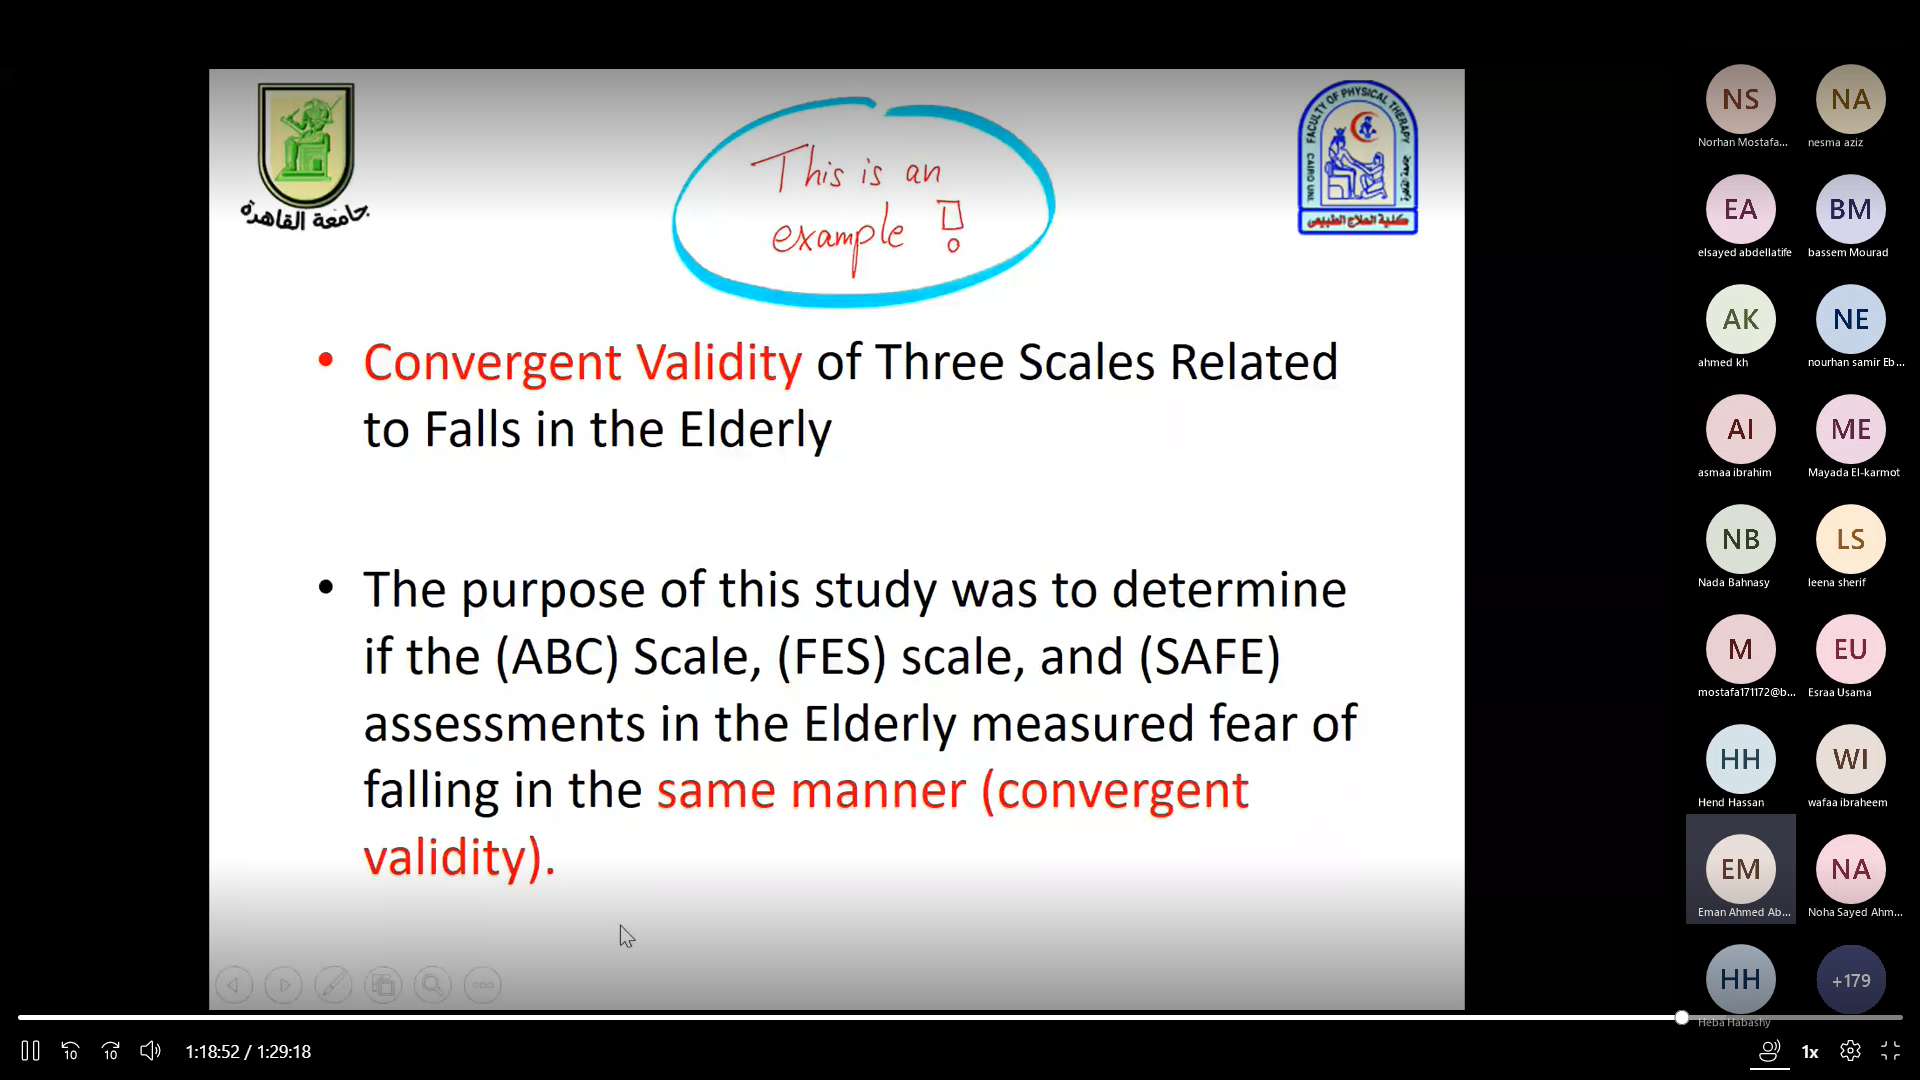 This is an
example !
جامعة القاهرة
FACULTY OF PHYSICAL THERAPY
CAIRO UNI.
كلية العلاج الطبيعى
• Convergent Validity of Three Scales Related
to Falls in the Elderly
• The purpose of this study was to determine
if the (ABC) Scale, (FES) scale, and (SAFE)
assessments in the Elderly measured fear of
falling in the same manner (convergent
validity).
NS
NA
Norhan Mostafa...
nesma aziz
EA
BM
elsayed abdellatife
bassem Mourad
AK
NE
ahmed kh
nourhan samir Eb...
AI
ME
asmaa ibrahim
Mayada El-karmot
NB
LS
Nada Bahnasy
leena sherif
M
EU
mostafa171172@b...
Esraa Usama
HH
WI
Hend Hassan
wafaa ibraheem
EM
NA
Eman Ahmed Ab...
Noha Sayed Ahm...
HH
+179
Heba Habashy
10
10
1:18:52 / 1:29:18
1x